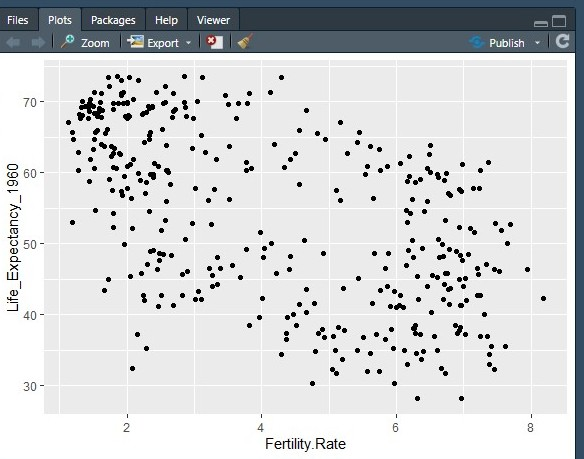 Files Plots Packages Help Viewer
Zoom Export Publish
70
60
50
40
30
Life_Expectancy_1960
2 4 6 8
Fertility.Rate